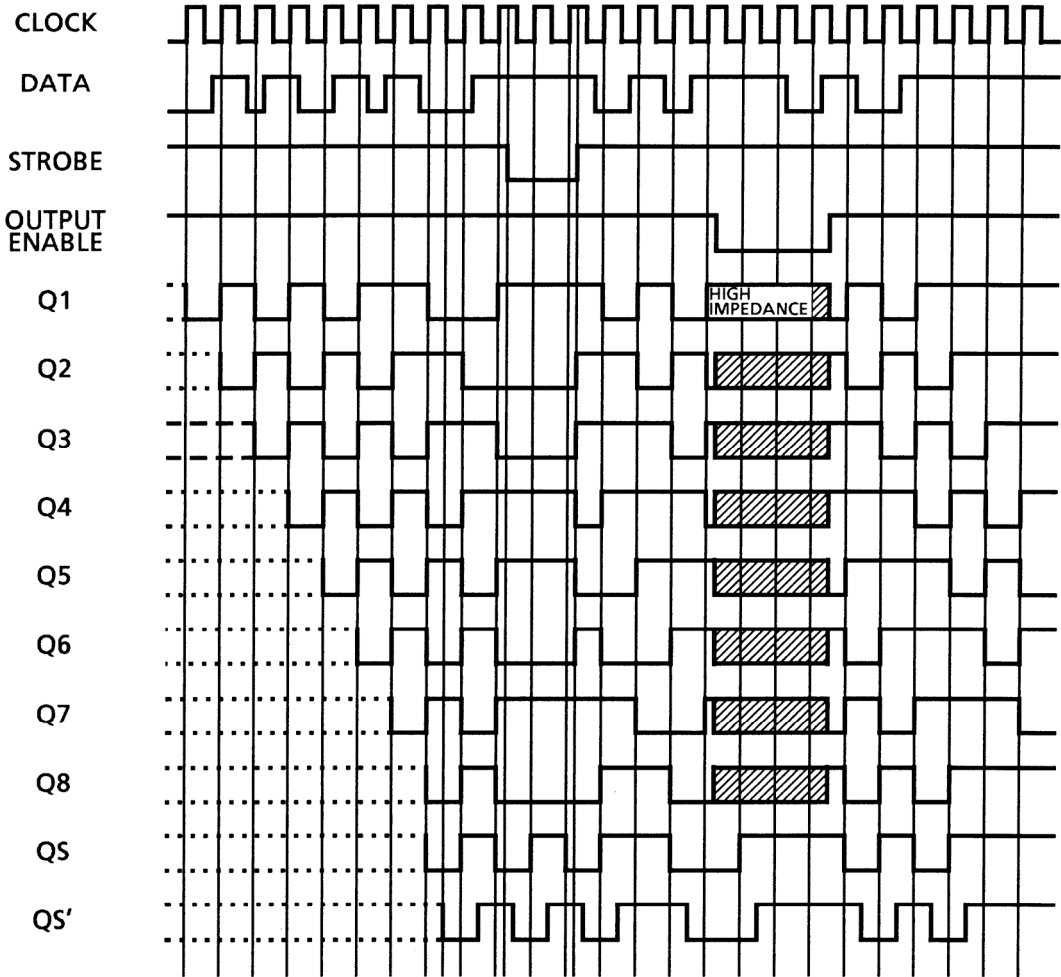 CLOCK
DATA
STROBE
OUTPUT
ENABLE
Q1
HIGH
IMPEDANCE
Q2
Q3
Q4
Q5
Q6
Q7
Q8
QS
QS'